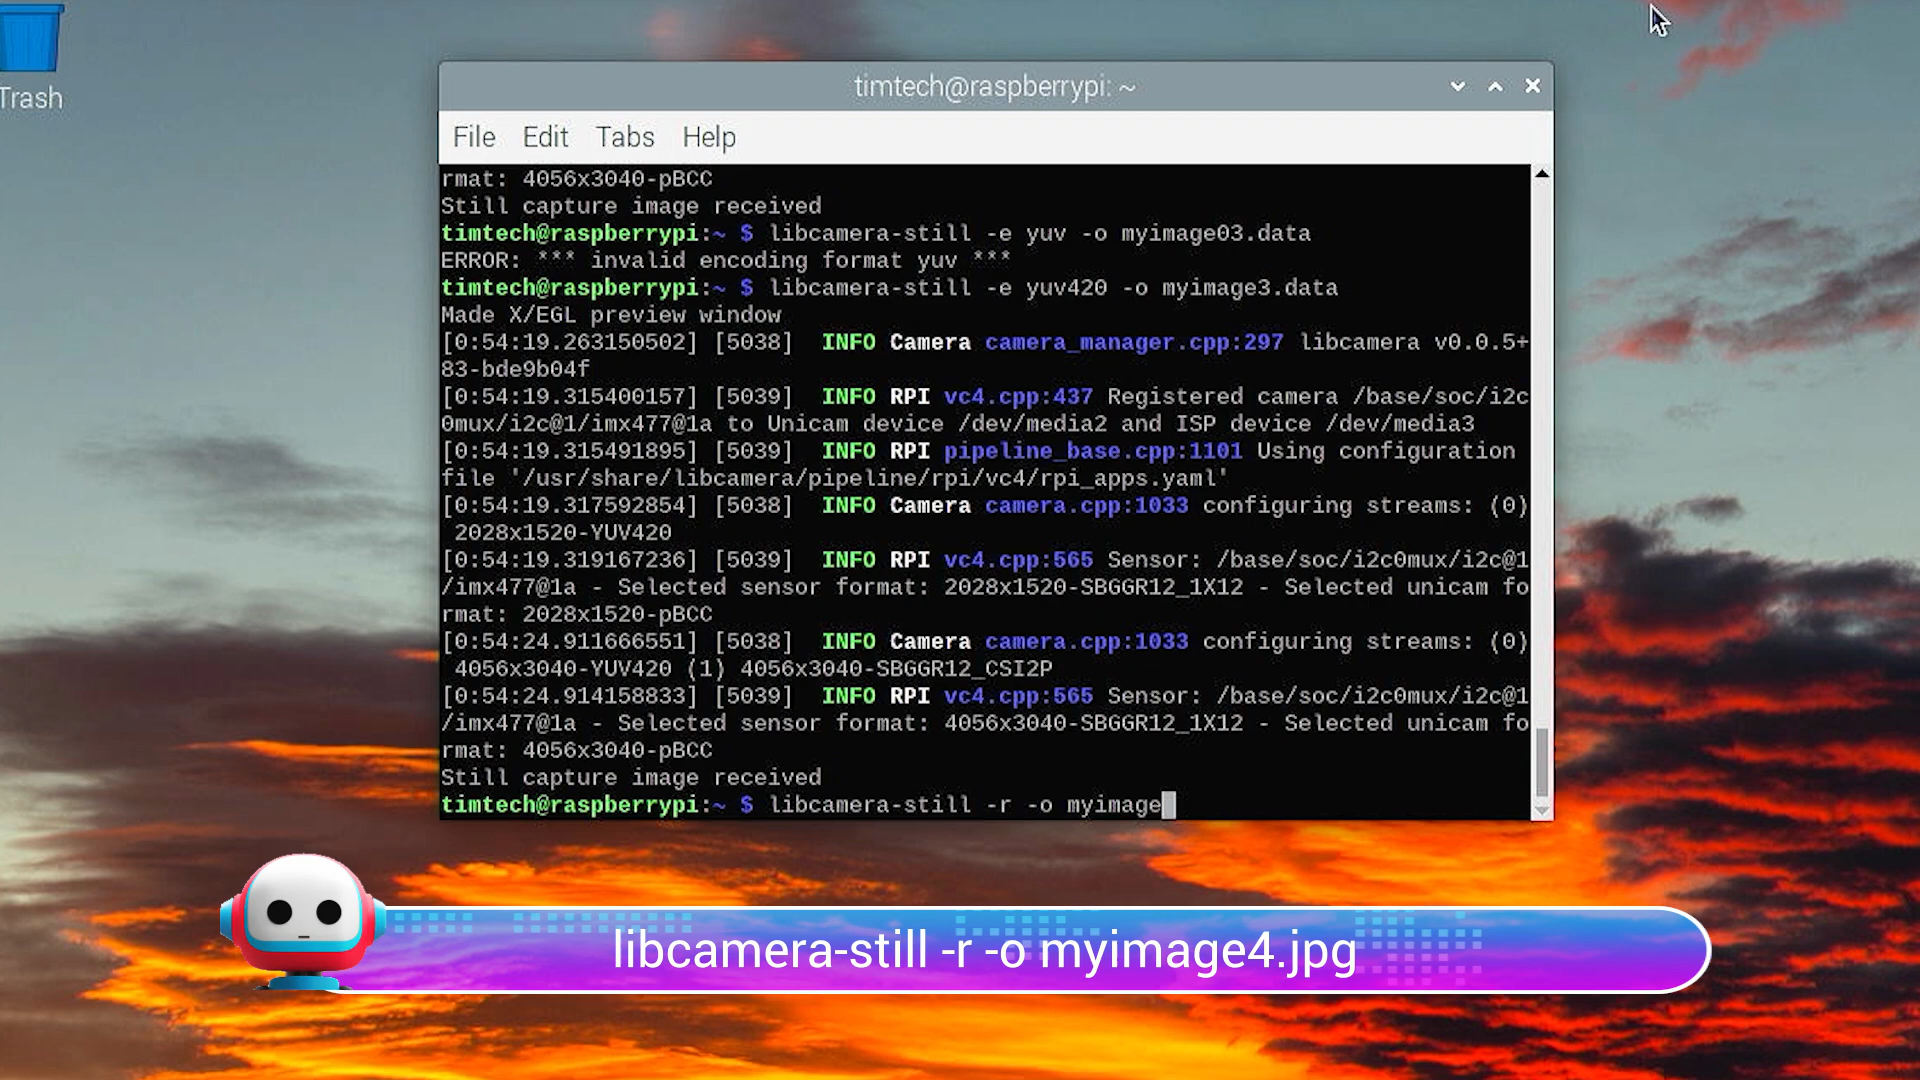 Trash
timtech@raspberrypi: ~
File Edit Tabs Help
rmat: 4056x3040-pBCC
Still capture image received
timtech@raspberrypi:~ $ libcamera-still -e yuv -o myimage03.data
ERROR: *** invalid encoding format yuv ***
timtech@raspberrypi:~ $ libcamera-still -e yuv420 -o myimage3.data
Made X/EGL preview window
[0:54:19.263150502] [5038]  INFO Camera camera_manager.cpp:297 libcamera v0.0.5+
83-bde9b04f
[0:54:19.315400157] [5039]  INFO RPI vc4.cpp:437 Registered camera /base/soc/i2c
0mux/i2c@1/imx477@1a to Unicam device /dev/media2 and ISP device /dev/media3
[0:54:19.315491895] [5039]  INFO RPI pipeline_base.cpp:1101 Using configuration
file '/usr/share/libcamera/pipeline/rpi/vc4/rpi_apps.yaml'
[0:54:19.317592854] [5038]  INFO Camera camera.cpp:1033 configuring streams: (0)
2028x1520-YUV420
[0:54:19.319167236] [5039]  INFO RPI vc4.cpp:565 Sensor: /base/soc/i2c0mux/i2c@1
/imx477@1a - Selected sensor format: 2028x1520-SBGGR12_1X12 - Selected unicam fo
rmat: 2028x1520-pBCC
[0:54:24.911666551] [5038]  INFO Camera camera.cpp:1033 configuring streams: (0)
4056x3040-YUV420 (1) 4056x3040-SBGGR12_CSI2P
[0:54:24.914158833] [5039]  INFO RPI vc4.cpp:565 Sensor: /base/soc/i2c0mux/i2c@1
/imx477@1a - Selected sensor format: 4056x3040-SBGGR12_1X12 - Selected unicam fo
rmat: 4056x3040-pBCC
Still capture image received
timtech@raspberrypi:~ $ libcamera-still -r -o myimage
libcamera-still -r -o myimage4.jpg